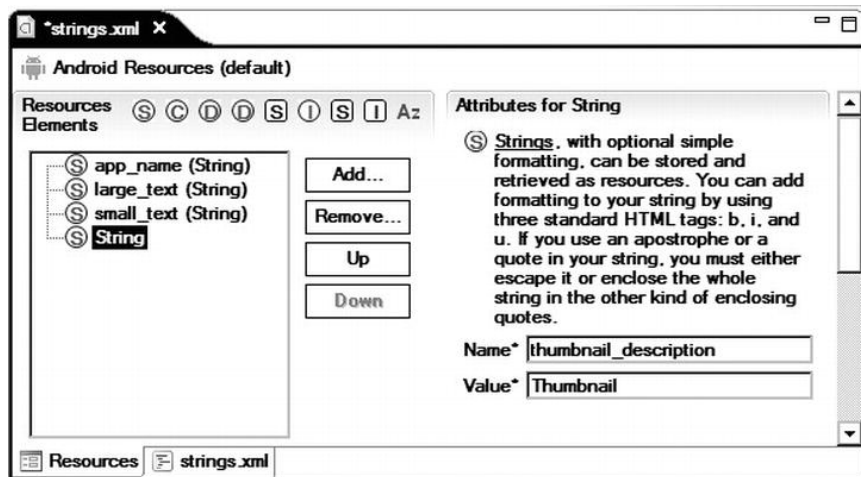 *strings.xml
Android Resources (default)
Resources Elements
S C D D S I S I Az
S app_name (String)
S large_text (String)
S small_text (String)
S String
Add...
Remove...
Up
Down
Attributes for String
S Strings, with optional simple
formatting, can be stored and
retrieved as resources. You can add
formatting to your string by using
three standard HTML tags: b, i, and
u. If you use an apostrophe or a
quote in your string, you must either
escape it or enclose the whole
string in the other kind of enclosing
quotes.
Name* thumbnail_description
Value* Thumbnail
Resources
strings.xml